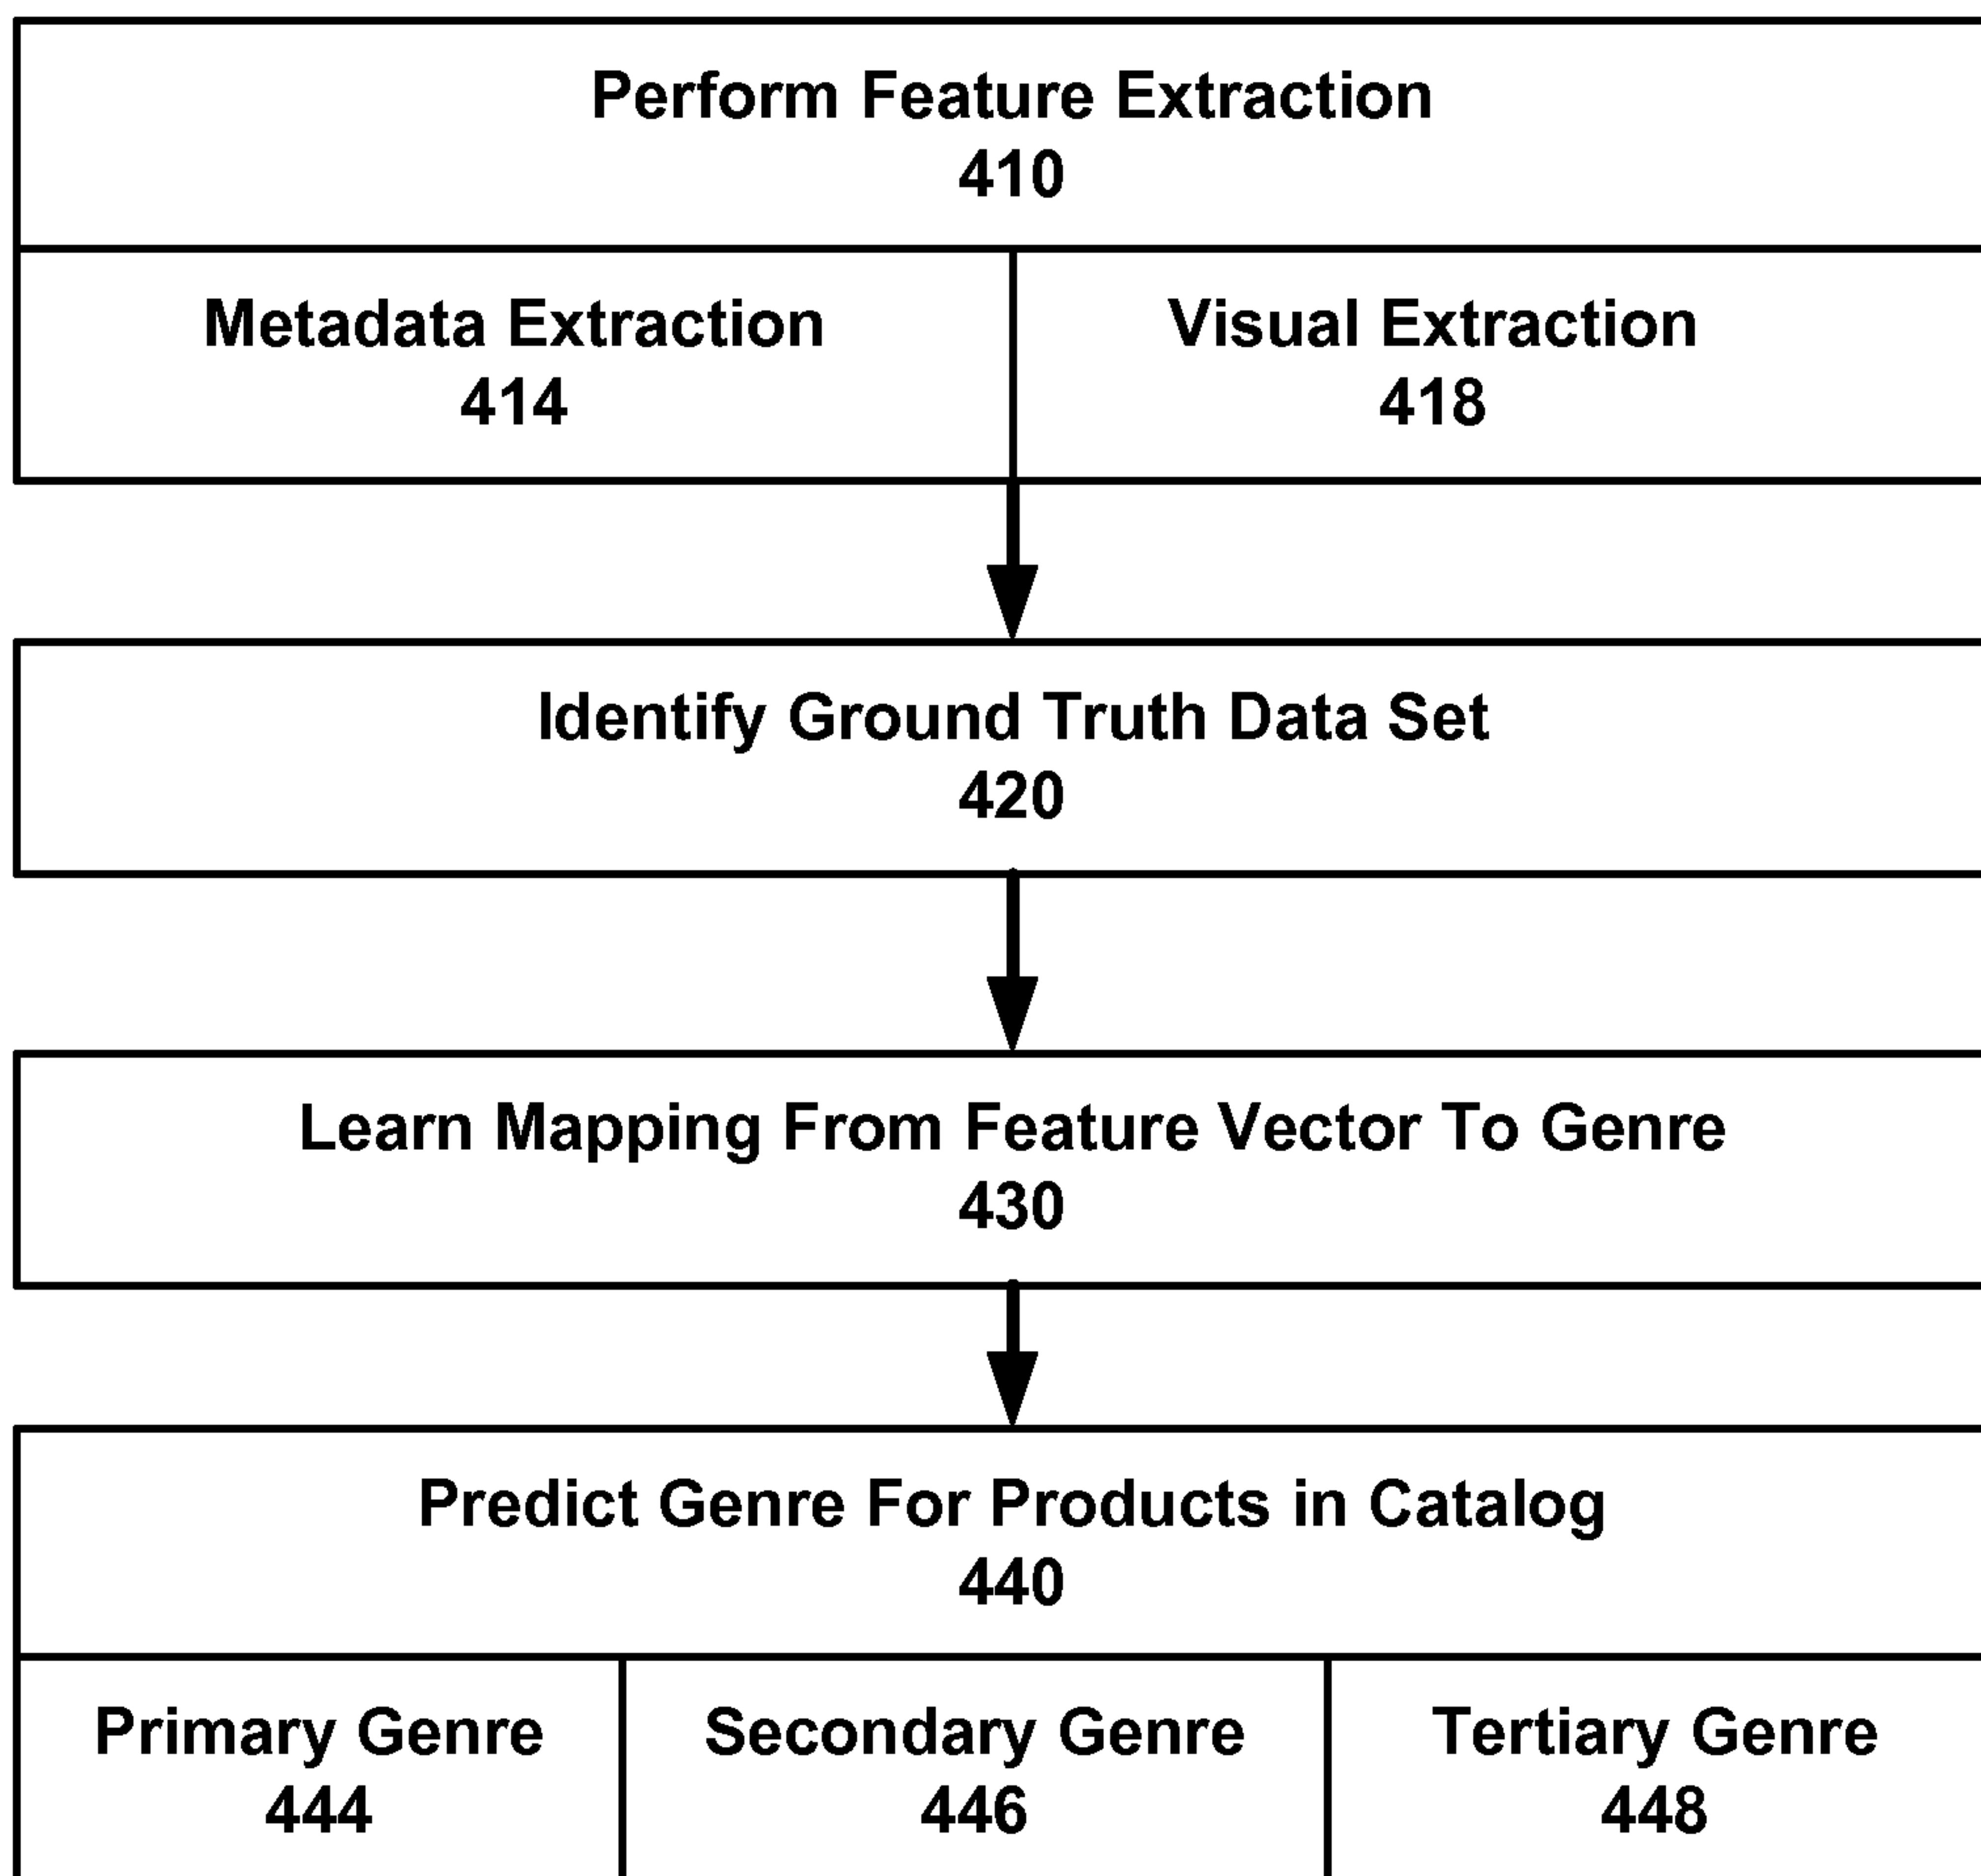 Perform Feature Extraction
410
Metadata Extraction
414
Visual Extraction
418
Identify Ground Truth Data Set
420
Learn Mapping From Feature Vector To Genre
430
Predict Genre For Products in Catalog
440
Primary Genre
444
Secondary Genre
446
Tertiary Genre
448